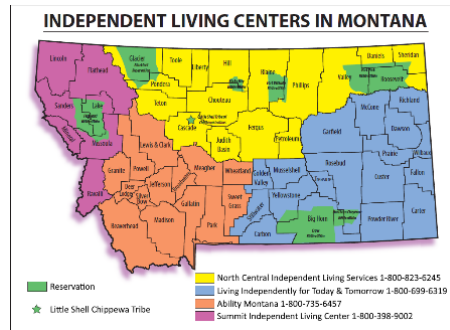 INDEPENDENT LIVING CENTERS IN MONTANA
Lincoln
Flathead
Glacier
Toole
Liberty
Hill
Blaine
Phillips
Valley
Daniels
Sheridan
Roosevelt
Pondera
Chouteau
Teton
Sanders
Lake
Missoula
Cascade
Judith
Basin
Fergus
Petroleum
Garfield
McCone
Richland
Dawson
Prairie
Wibaux
Lewis & Clark
Powell
Granite
Deer
Lodge
Silver
Bow
Jefferson
Meagher
Wheatland
Golden
Valley
Musselshell
Rosebud
Custer
Fallon
Ravalli
Beaverhead
Madison
Gallatin
Park
Sweet
Grass
Stillwater
Yellowstone
Carbon
Big Horn
Powder River
Carter
Reservation
Little Shell Chippewa Tribe
North Central Independent Living Services 1-800-823-6245
Living Independently for Today & Tomorrow 1-800-699-6319
Ability Montana 1-800-735-6457
Summit Independent Living Center 1-800-398-9002